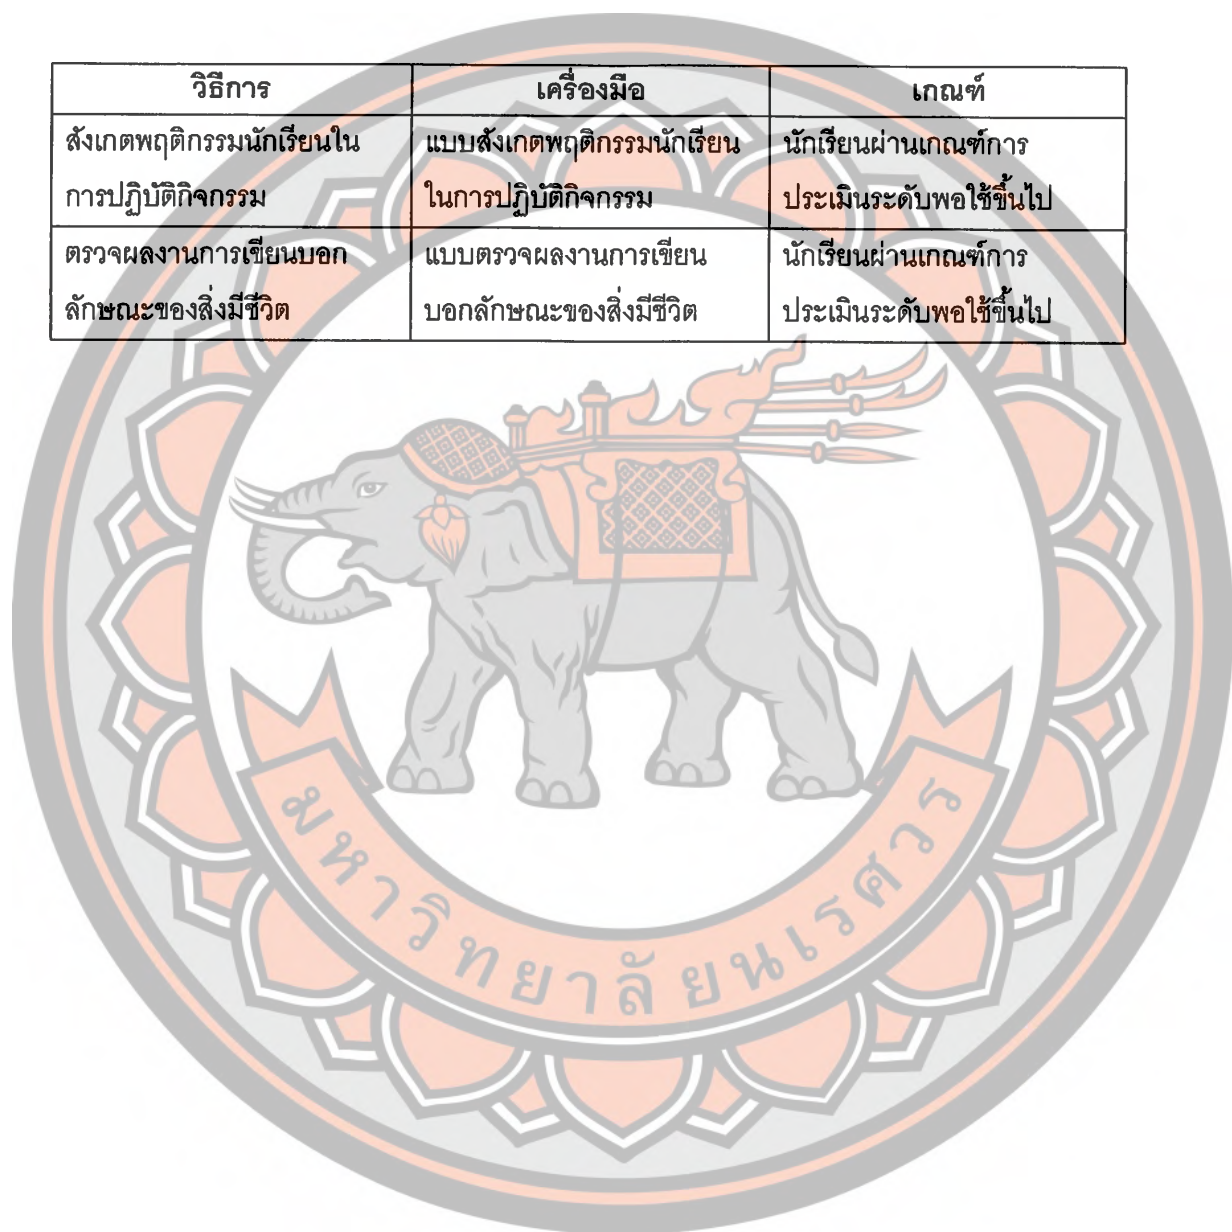 วิธีการ เครื่องมือ เกณฑ์
สังเกตพฤติกรรมนักเรียนใน แบบสังเกตพฤติกรรมนักเรียน นักเรียนผ่านเกณฑ์การ
การปฏิบัติกิจกรรม ในการปฏิบัติกิจกรรม ประเมินระดับพอใช้ขึ้นไป
ตรวจผลงานการเขียนบอก แบบตรวจผลงานการเขียน นักเรียนผ่านเกณฑ์การ
ลักษณะของสิ่งมีชีวิต บอกลักษณะของสิ่งมีชีวิต ประเมินระดับพอใช้ขึ้นไป
มหาวิทยาลัยนเรศวร